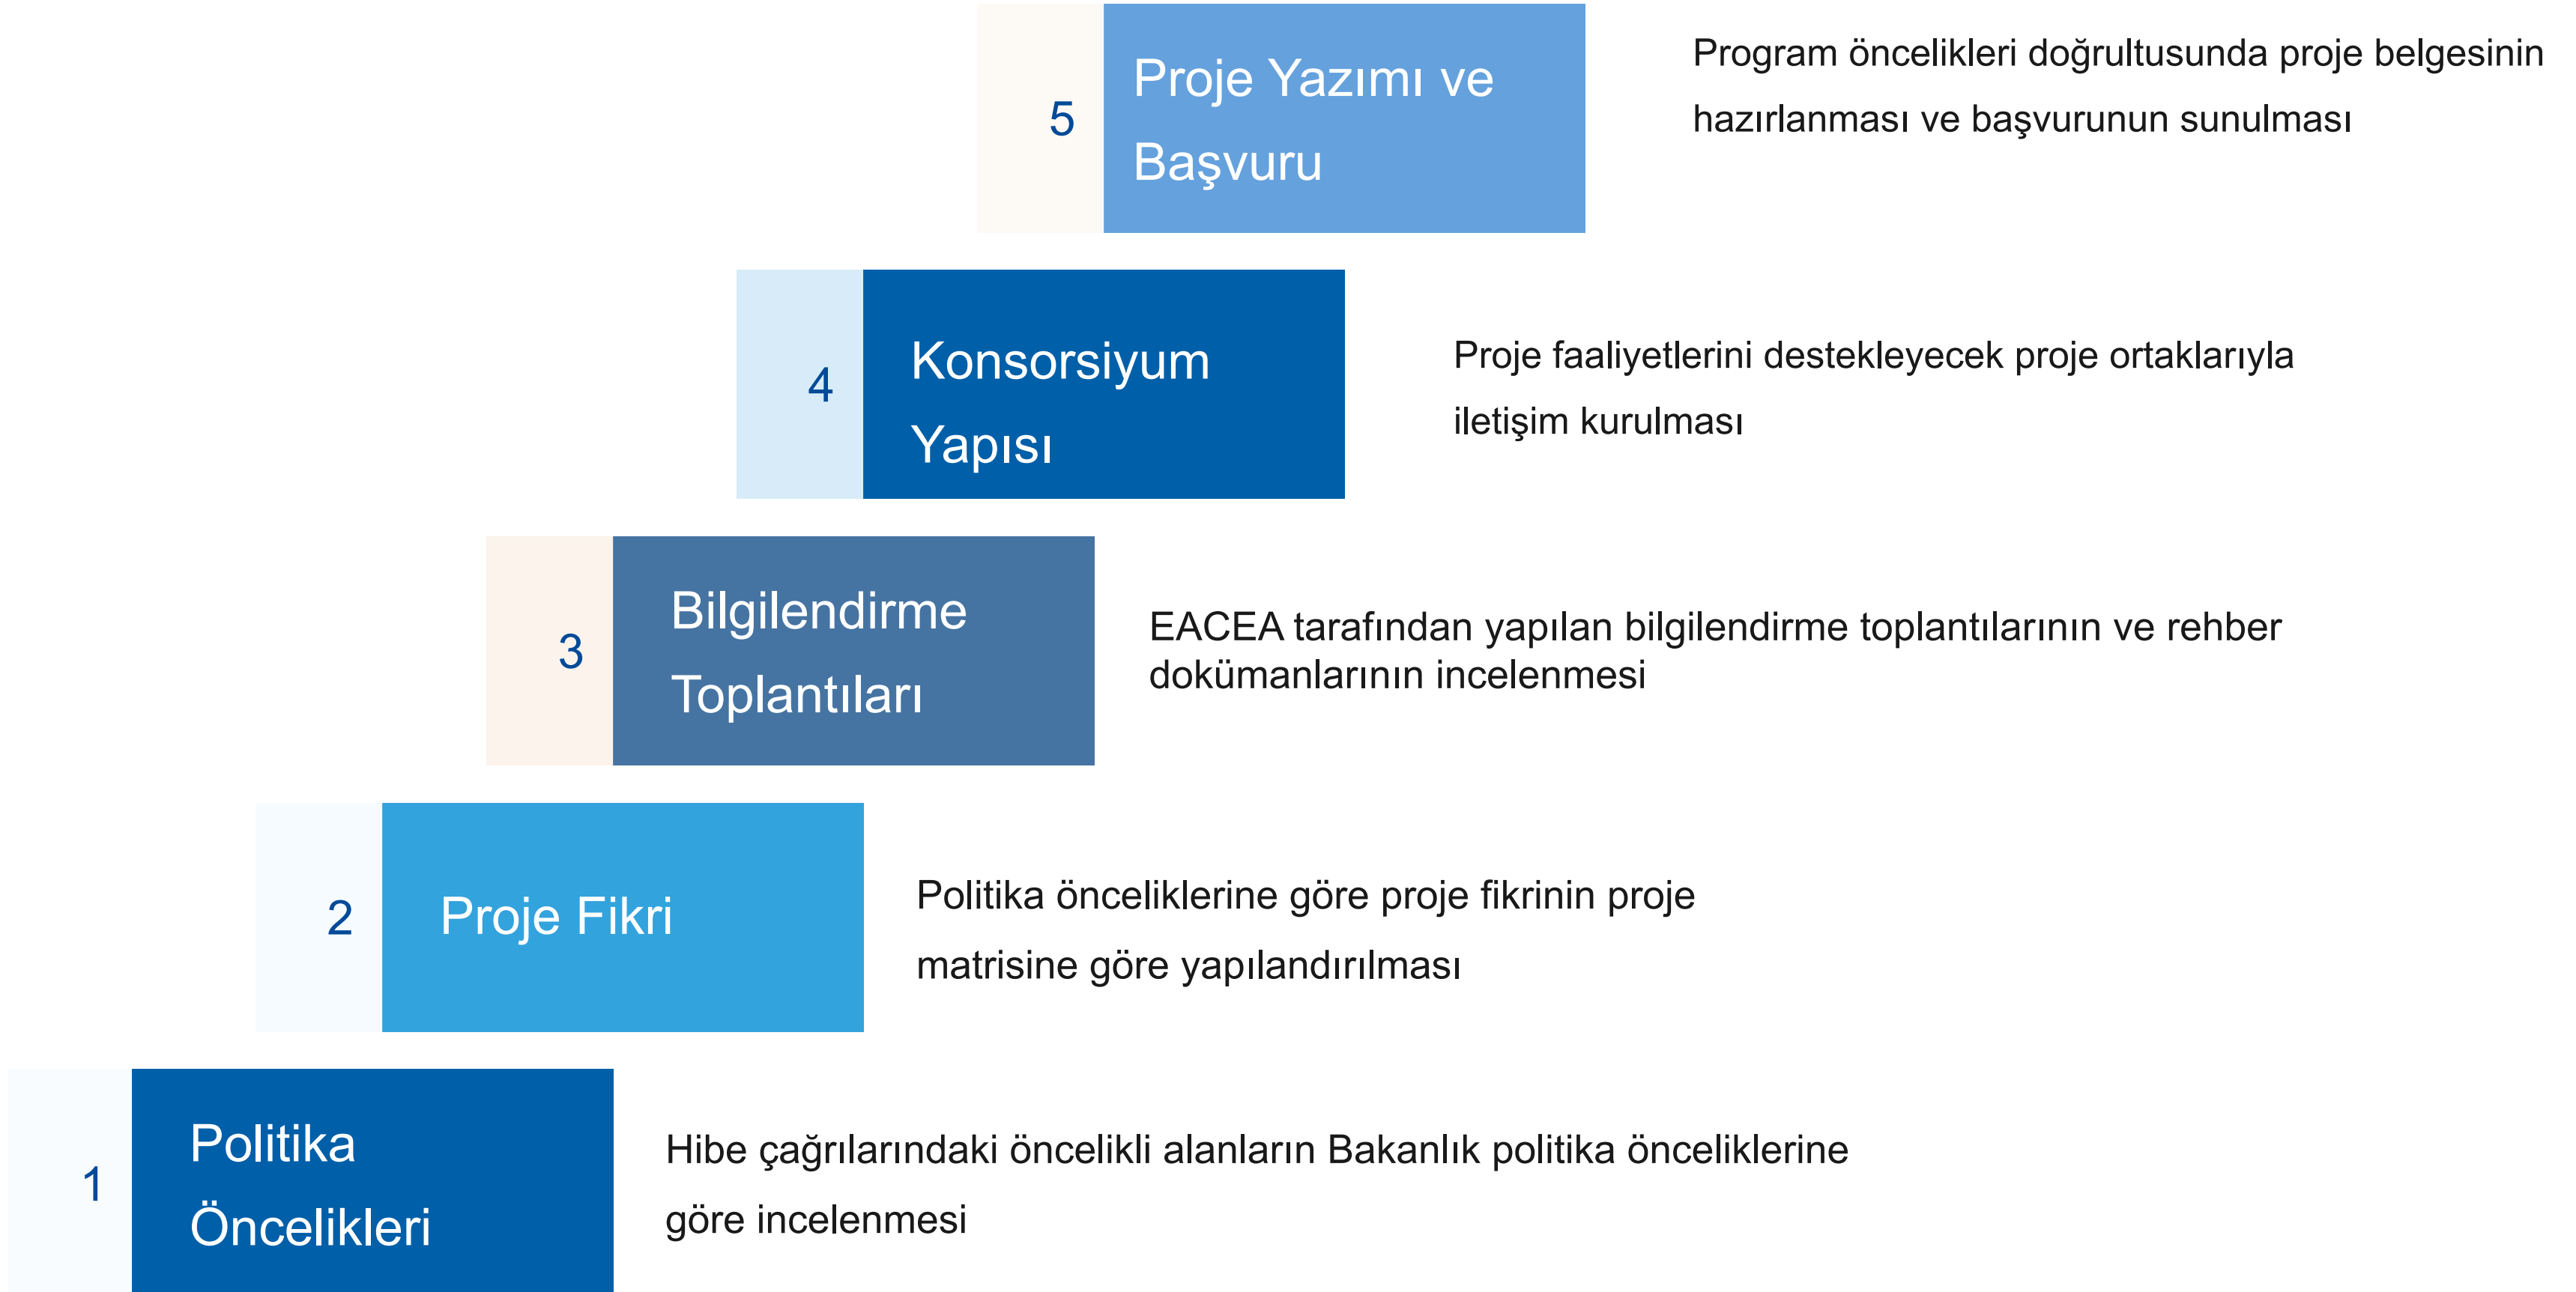 5
Proje Yazımı ve
Başvuru
Program öncelikleri doğrultusunda proje belgesinin
hazırlanması ve başvurunun sunulması
4
Konsorsiyum
Yapısı
Proje faaliyetlerini destekleyecek proje ortaklarıyla
iletişim kurulması
3
Bilgilendirme
Toplantıları
EACEA tarafından yapılan bilgilendirme toplantılarının ve rehber
dokümanlarının incelenmesi
2
Proje Fikri
Politika önceliklerine göre proje fikrinin proje
matrisine göre yapılandırılması
1
Politika
Öncelikleri
Hibe çağrılarındaki öncelikli alanların Bakanlık politika önceliklerine
göre incelenmesi